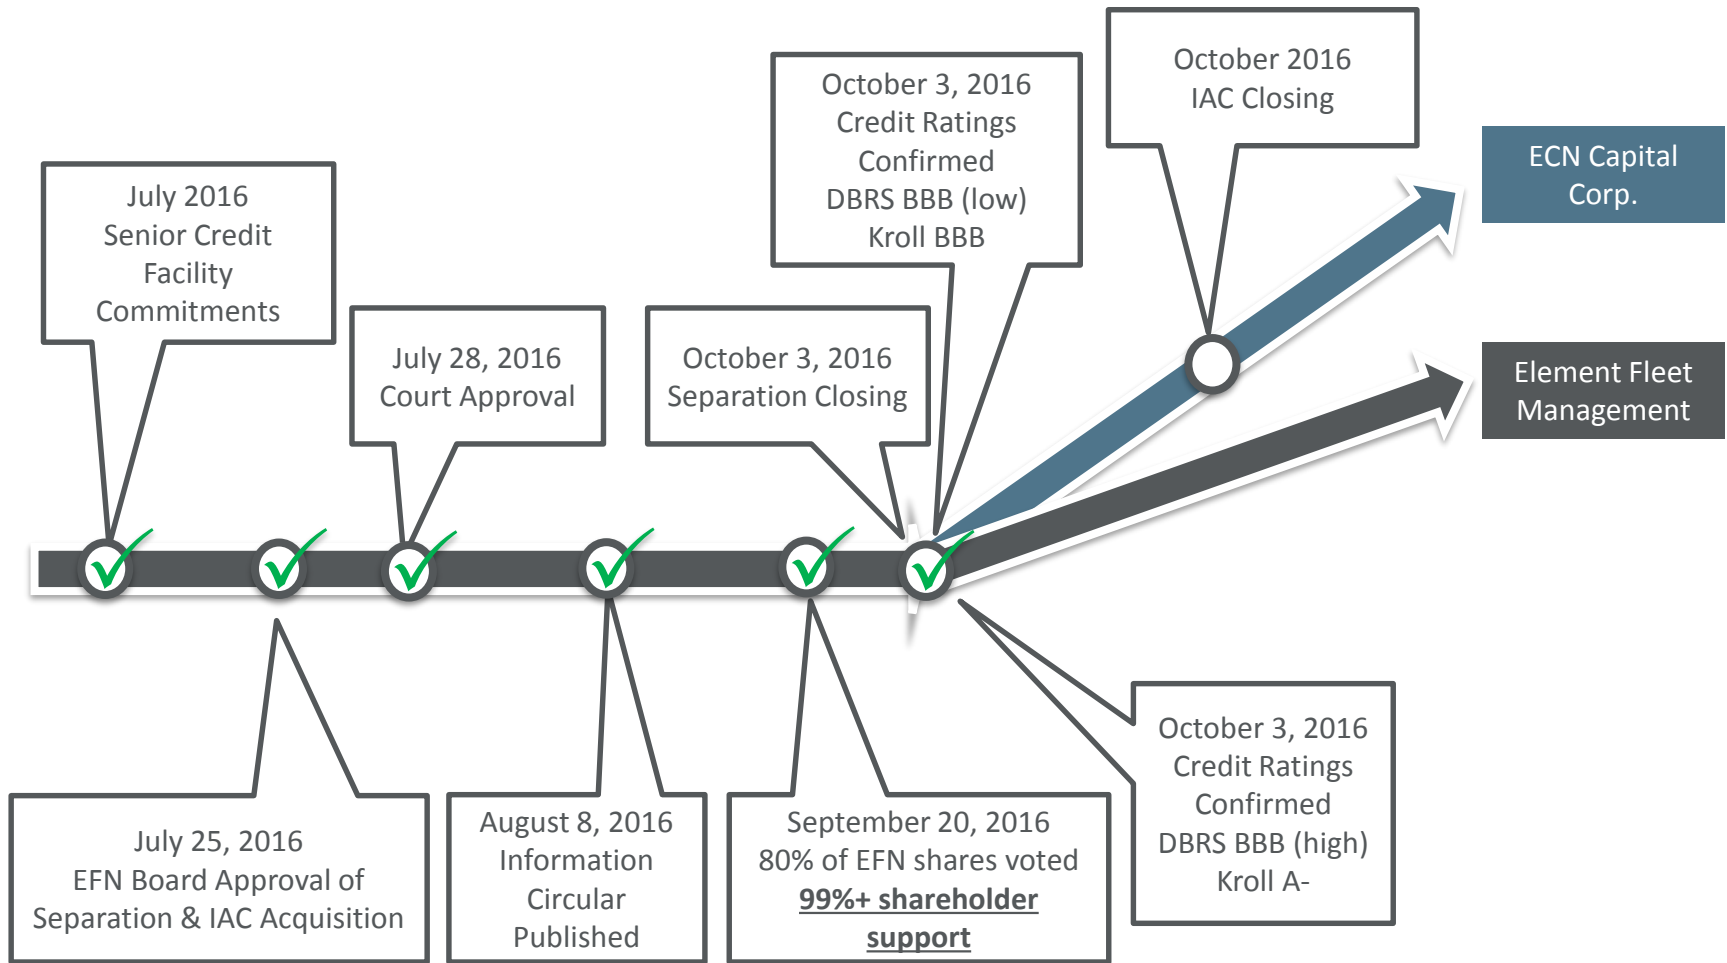 October 2016
IAC Closing
October 3, 2016
Credit Ratings
Confirmed
DBRS BBB (low)
Kroll BBB
ECN Capital
Corp.
July 2016
Senior Credit
Facility
Commitments
July 28, 2016
Court Approval
October 3, 2016
Separation Closing
Element Fleet
Management
July 25, 2016
EFN Board Approval of
Separation & IAC Acquisition
August 8, 2016
Information
Circular
Published
September 20, 2016
80% of EFN shares voted
99%+ shareholder
support
October 3, 2016
Credit Ratings
Confirmed
DBRS BBB (high)
Kroll A-